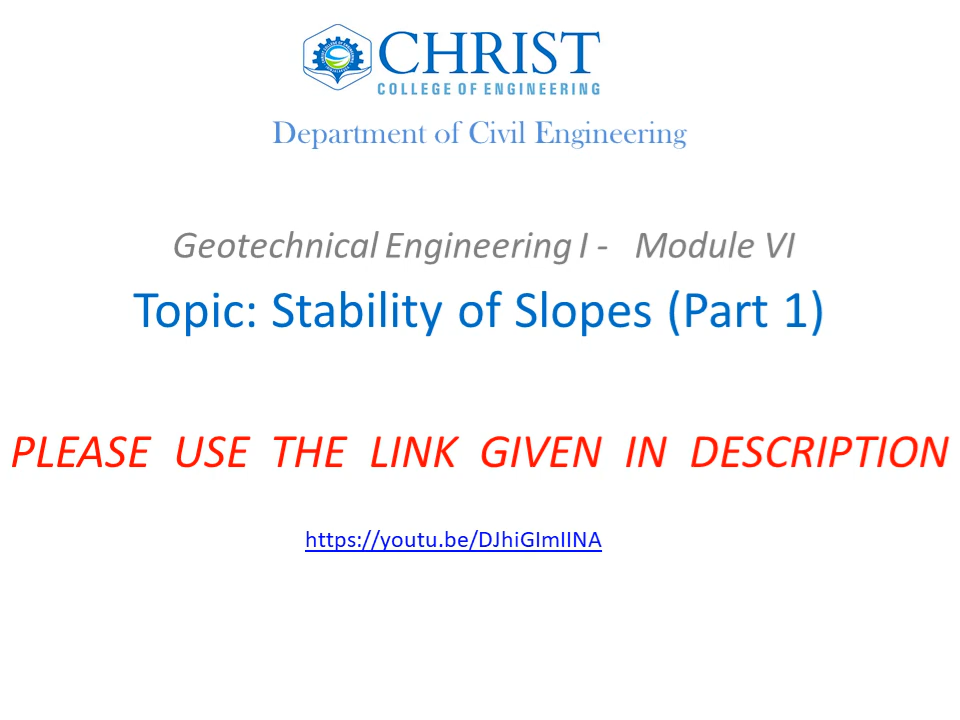 CHRIST
COLLEGE OF ENGINEERING
Department of Civil Engineering
Geotechnical Engineering I - Module VI
Topic: Stability of Slopes (Part 1)
PLEASE USE THE LINK GIVEN IN DESCRIPTION
https://youtu.be/DJhiGImIINA